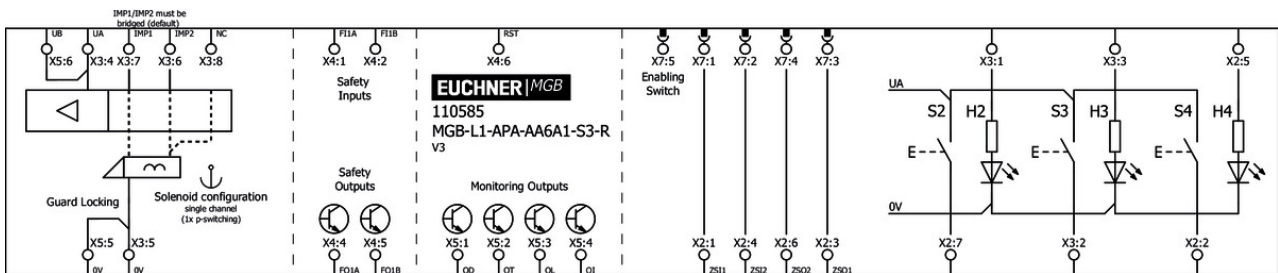 IMP1/IMP2 must be
bridged (default)
UB UA IMP1 IMP2 NC FI1A FI1B RST
X5:6 X3:4 X3:7 X3:6 X3:8 X4:1 X4:2 X4:6 X7:5 X7:1 X7:2 X7:4 X7:3 X3:1 X3:3 X2:5
Safety
Inputs
Enabling
Switch
EUCHNER MGB
110585
MGB-L1-APA-AA6A1-S3-R
V3
UA
S2 H2 S3 H3 S4 H4
E E E
Guard Locking
Solenoid configuration
single channel
(1x p-switching)
Safety
Outputs
Monitoring Outputs
0V
X5:5 X3:5 X4:4 X4:5 X5:1 X5:2 X5:3 X5:4 X2:1 X2:4 X2:6 X2:3 X2:7 X3:2 X2:2
0V 0V FO1A FO1B OD OT OL OI ZSI1 ZSI2 ZSO2 ZSO1